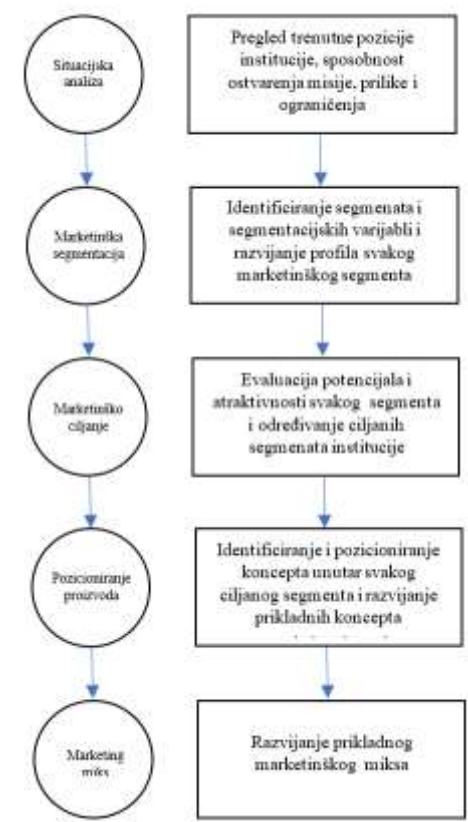 Situacijska
analiza
Pregled trenutne pozicije
institucije, sposobnost
ostvarenja misije, prilike i
ograničenja
Marketinška
segmentacija
Identificiranje segmenata i
segmentacijskih varijabli i
razvijanje profila svakog
marketinškog segmenta
Marketinško
ciljanje
Evaluacija potencijala i
atraktivnosti svakog segmenta
i određivanje ciljanih
segmenata institucije
Pozicioniranje
proizvoda
Identificiranje i pozicioniranje
koncepta unutar svakog
ciljanog segmenta i razvijanje
prikladnih koncepta
Marketing
miks
Razvijanje prikladnog
marketinškog miksa